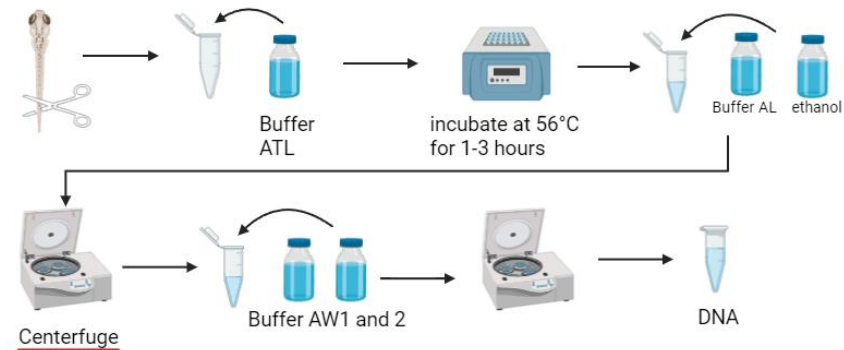 Buffer
ATL
incubate at 56°C
for 1-3 hours
Buffer AL
ethanol
Centerfuge
Buffer AW1 and 2
DNA